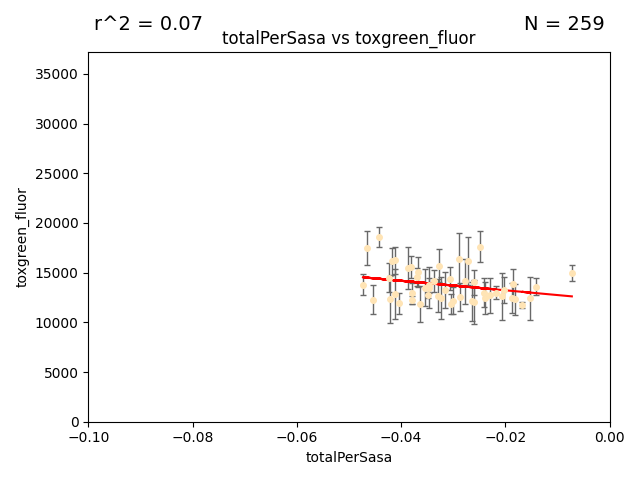 r^2 = 0.07
N = 259
totalPerSasa vs toxgreen_fluor
35000
30000
25000
20000
15000
10000
5000
0
toxgreen_fluor
−0.10
−0.08
−0.06
−0.04
−0.02
0.00
totalPerSasa